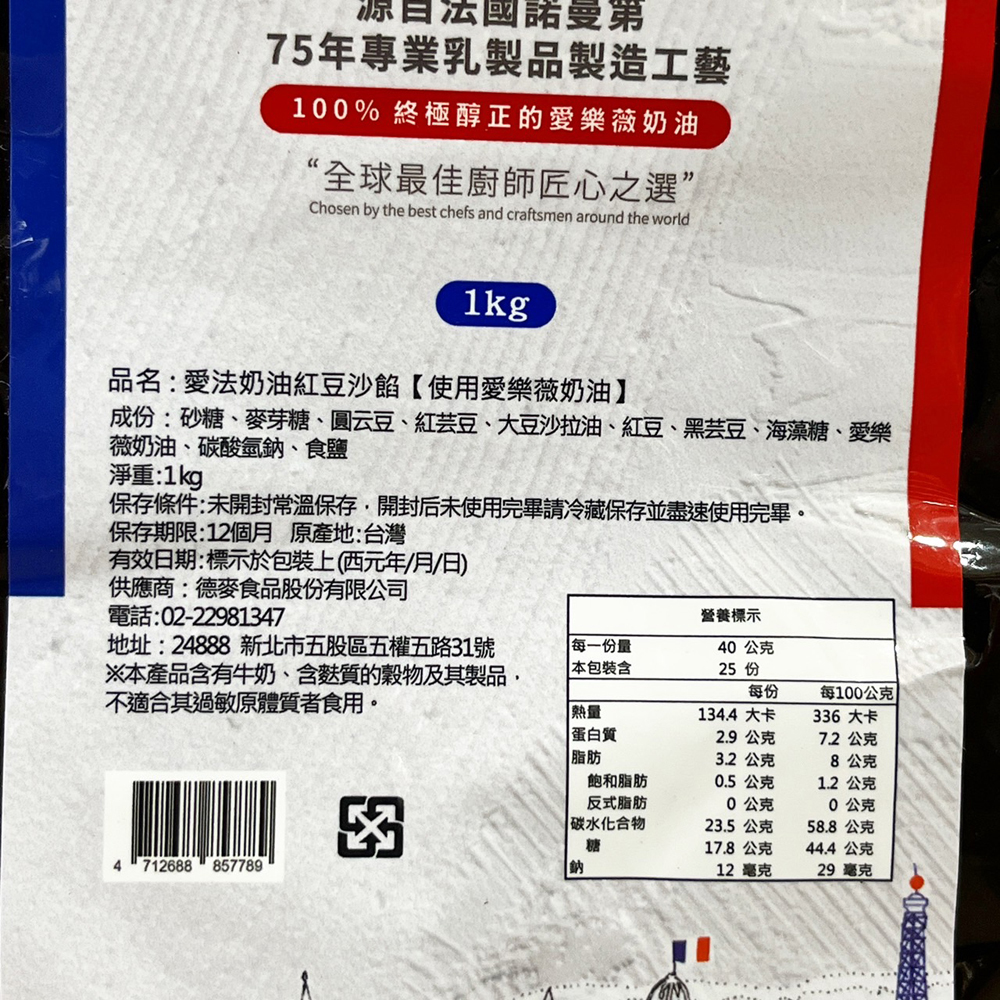 源自法國諾曼第
75年專業乳製品製造工藝
100% 終極醇正的愛樂薇奶油
“全球最佳廚師匠心之選”
Chosen by the best chefs and craftsmen around the world
1kg
品名:愛法奶油紅豆沙餡【使用愛樂薇奶油】
成份:砂糖、麥芽糖、圓云豆、紅芸豆、大豆沙拉油、紅豆、黑芸豆、海藻糖、愛樂
薇奶油、碳酸氫鈉、食鹽
淨重:1kg
保存條件:未開封常溫保存,開封后未使用完畢請冷藏保存並盡速使用完畢。
保存期限:12個月 原產地:台灣
有效日期:標示於包裝上(西元年/月/日)
供應商:德麥食品股份有限公司
電話:02-22981347
地址:24888 新北市五股區五權五路31號
※本產品含有牛奶、含麩質的穀物及其製品,
不適合其過敏原體質者食用。
營養標示
每一份量 40 公克
本包裝含 25 份
每份 每100公克
熱量 134.4 大卡 336 大卡
蛋白質 2.9 公克 7.2 公克
脂肪 3.2 公克 8 公克
飽和脂肪 0.5 公克 1.2 公克
反式脂肪 0 公克 0 公克
碳水化合物 23.5 公克 58.8 公克
糖 17.8 公克 44.4 公克
鈉 12 毫克 29 毫克
4 712688 857789